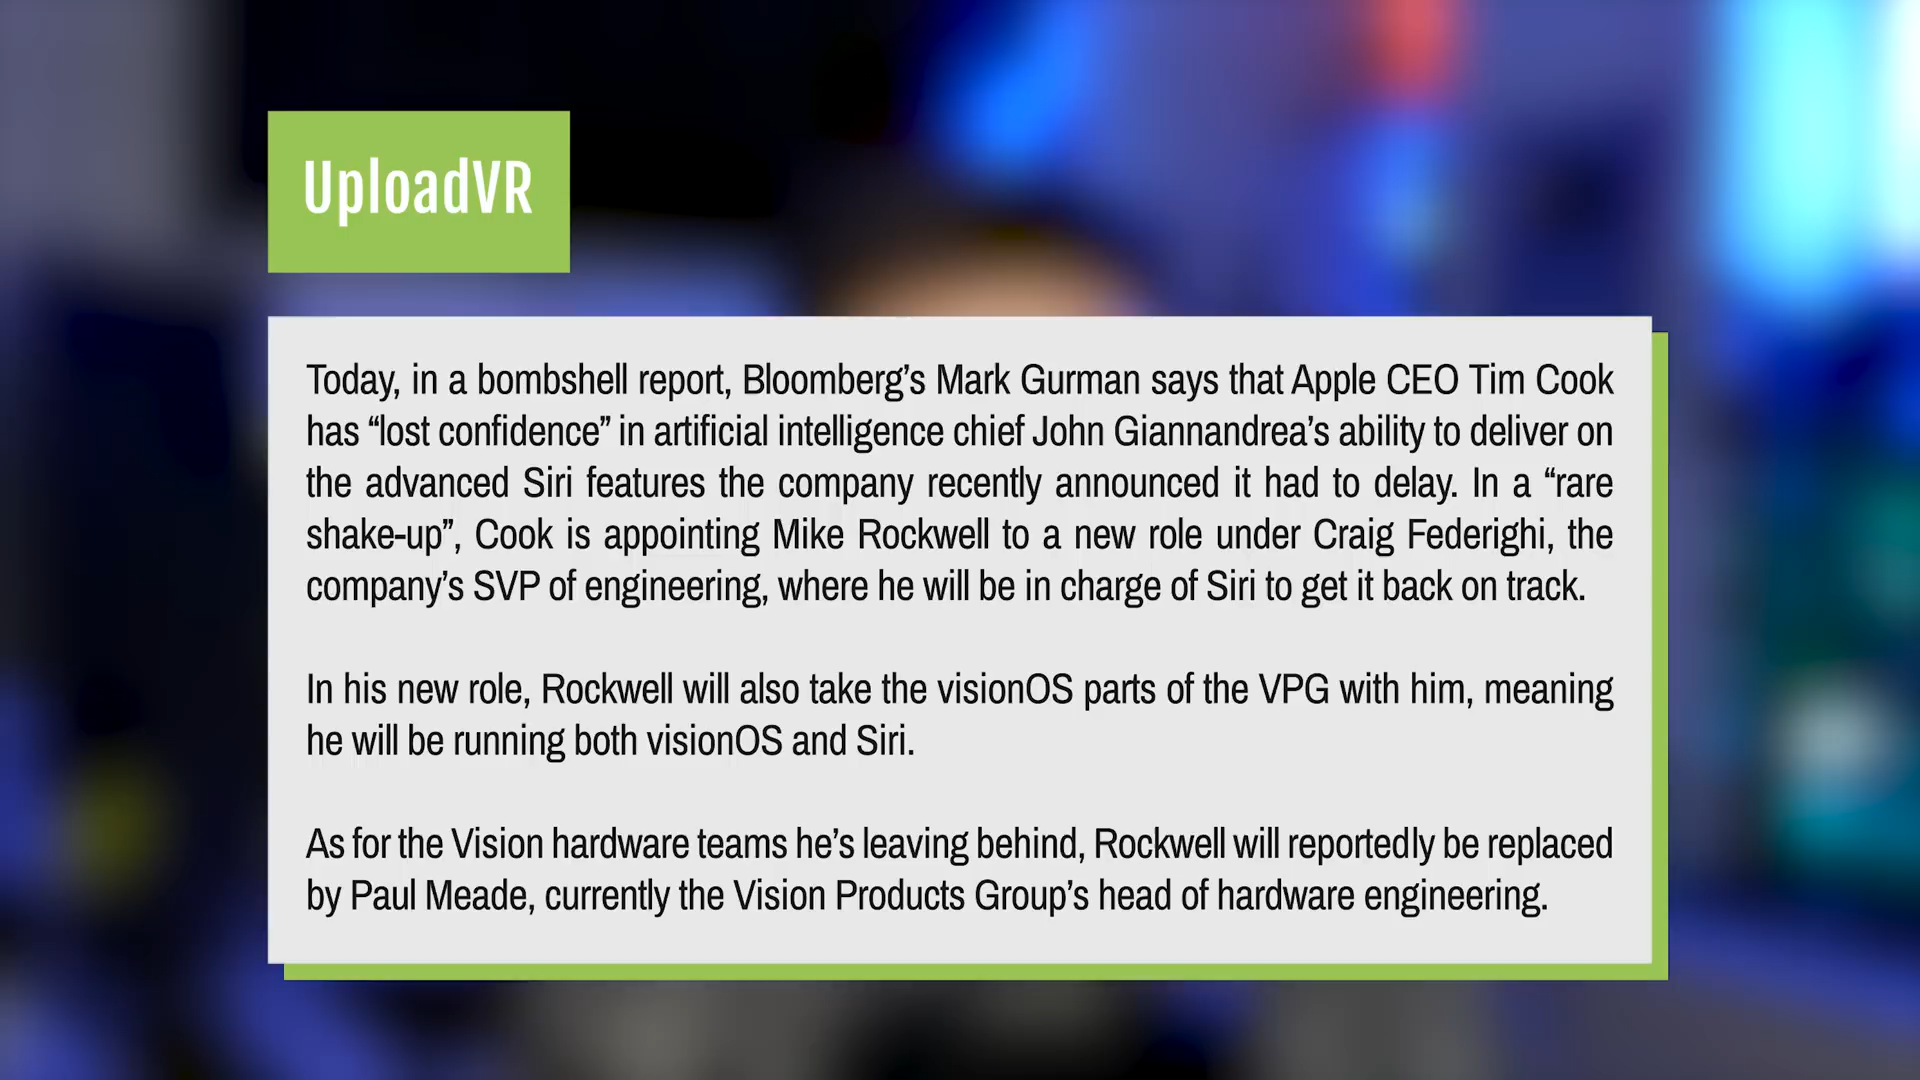 UploadVR
Today, in a bombshell report, Bloomberg’s Mark Gurman says that Apple CEO Tim Cook
has “lost confidence” in artificial intelligence chief John Giannandrea’s ability to deliver on
the advanced Siri features the company recently announced it had to delay. In a “rare
shake-up”, Cook is appointing Mike Rockwell to a new role under Craig Federighi, the
company’s SVP of engineering, where he will be in charge of Siri to get it back on track.
In his new role, Rockwell will also take the visionOS parts of the VPG with him, meaning
he will be running both visionOS and Siri.
As for the Vision hardware teams he’s leaving behind, Rockwell will reportedly be replaced
by Paul Meade, currently the Vision Products Group’s head of hardware engineering.